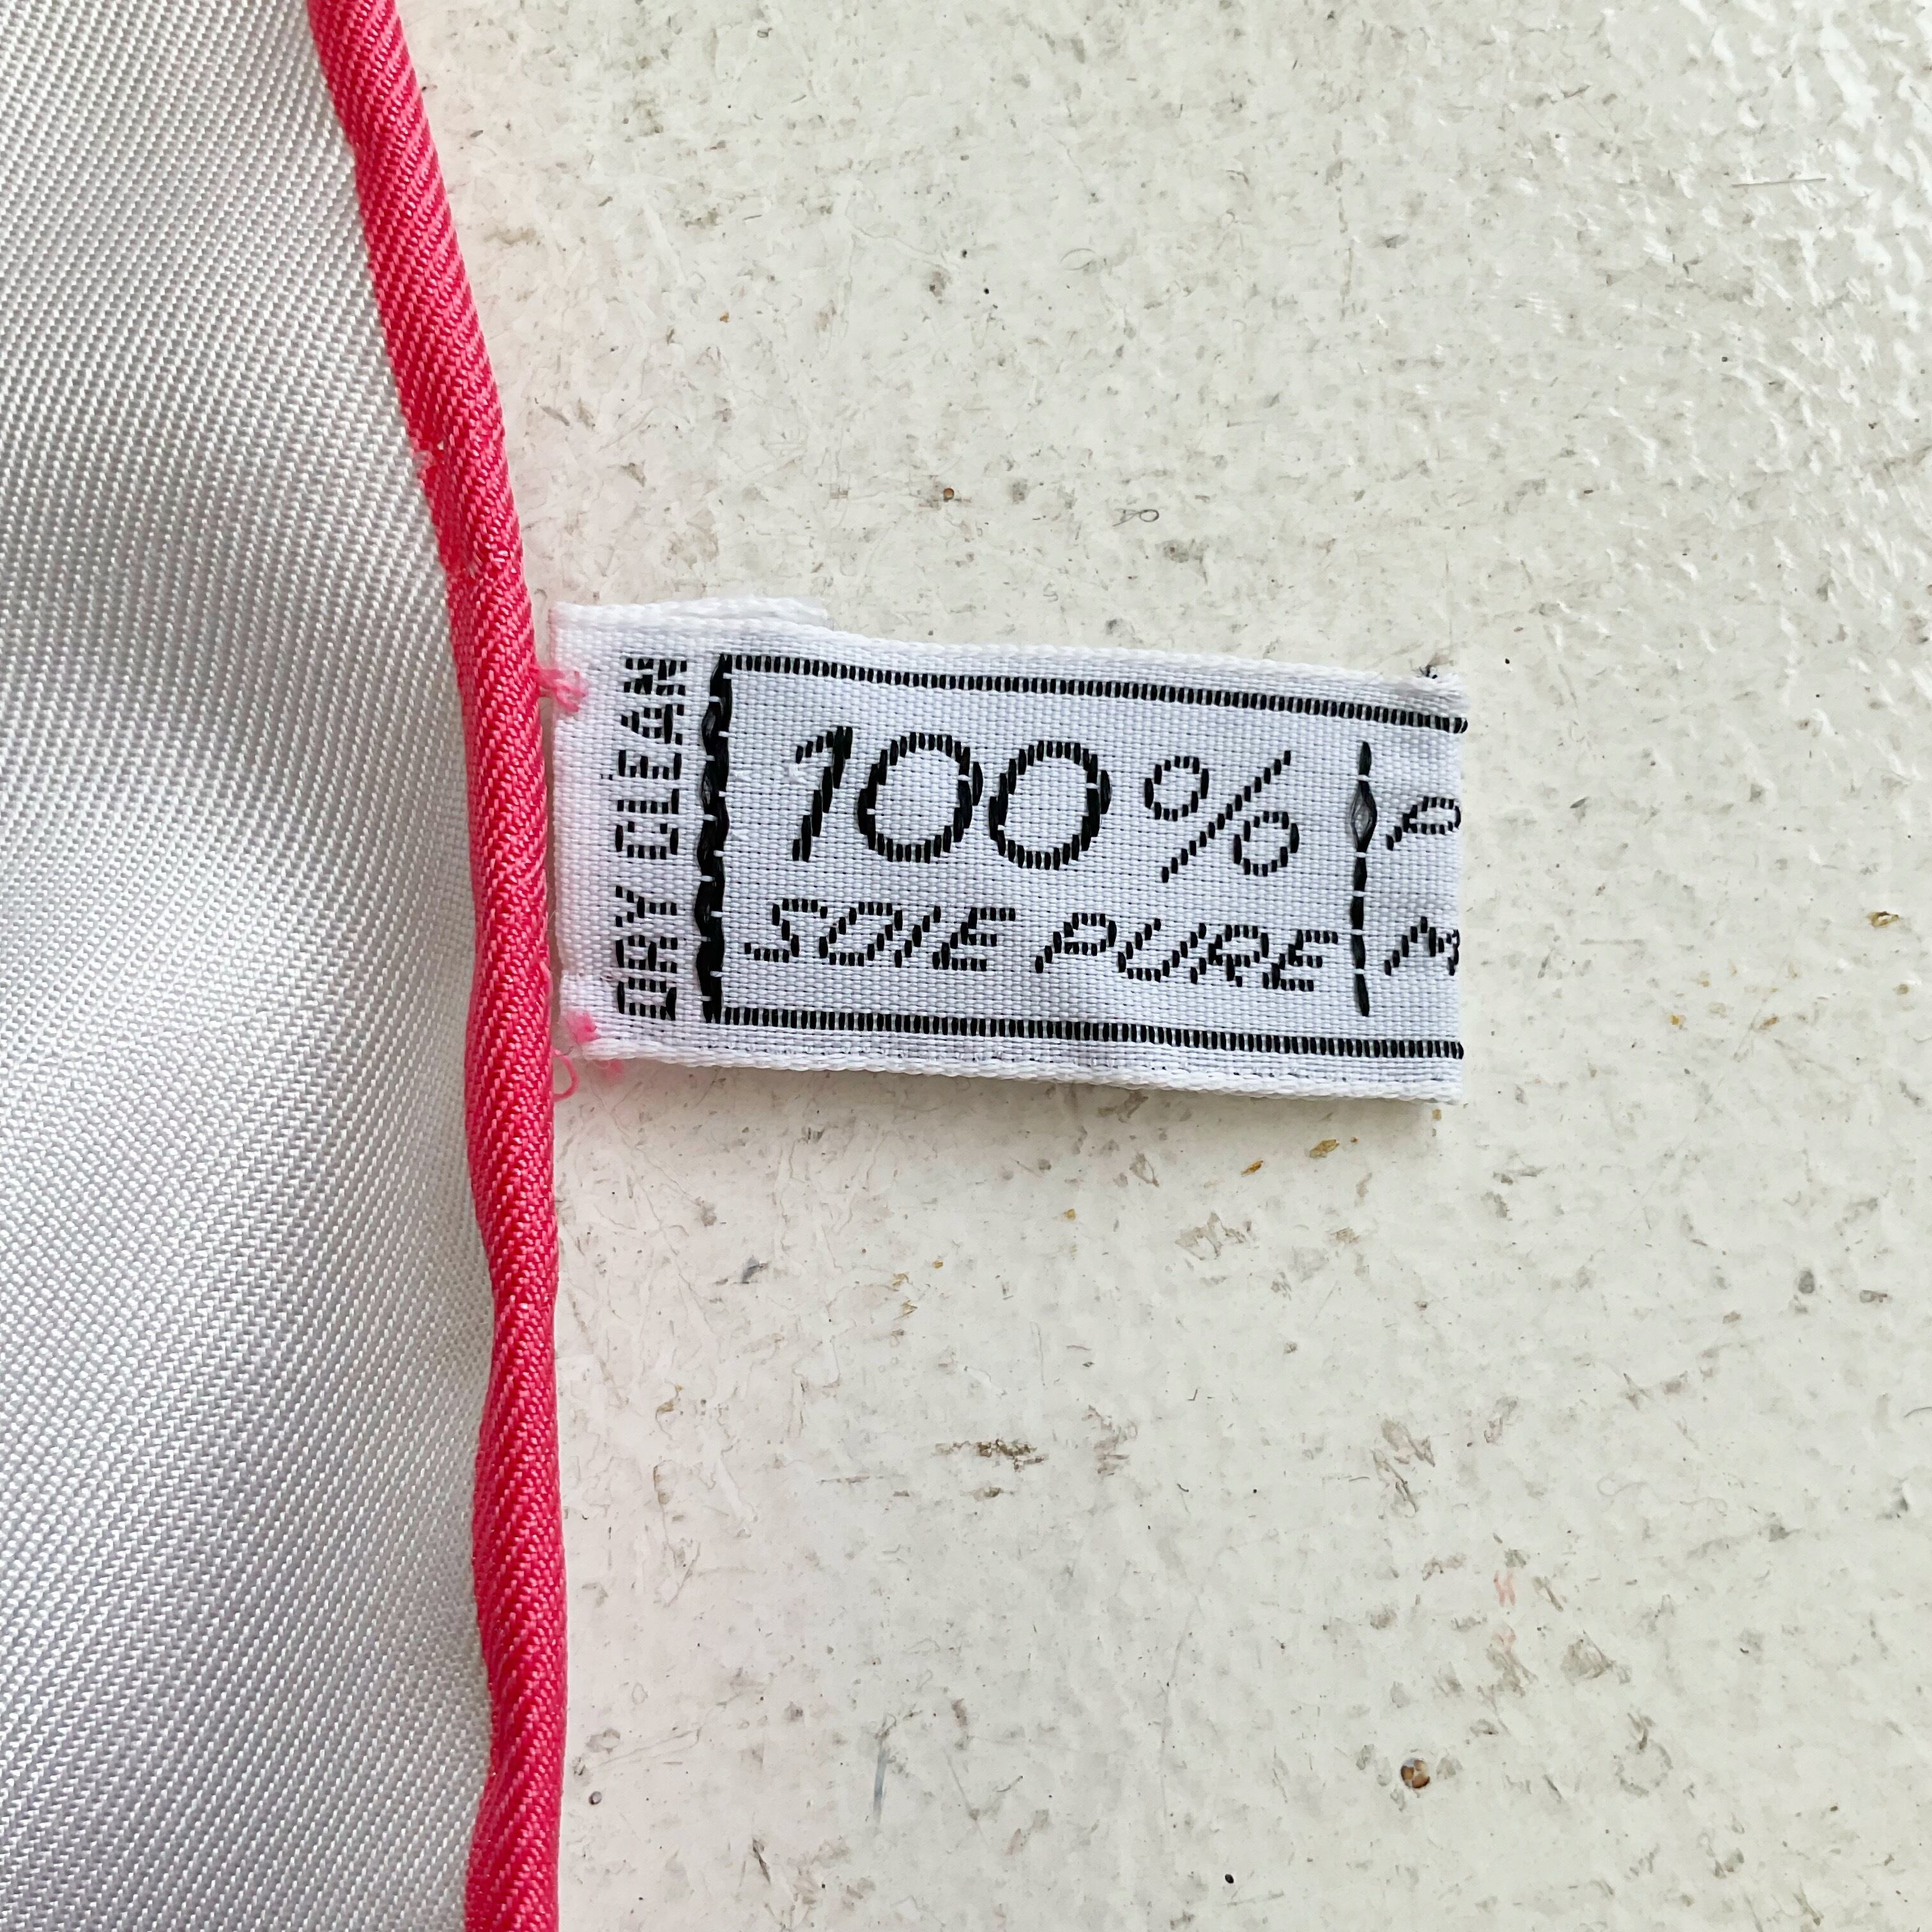 DRY CLEAN
100%
SOIE PURE